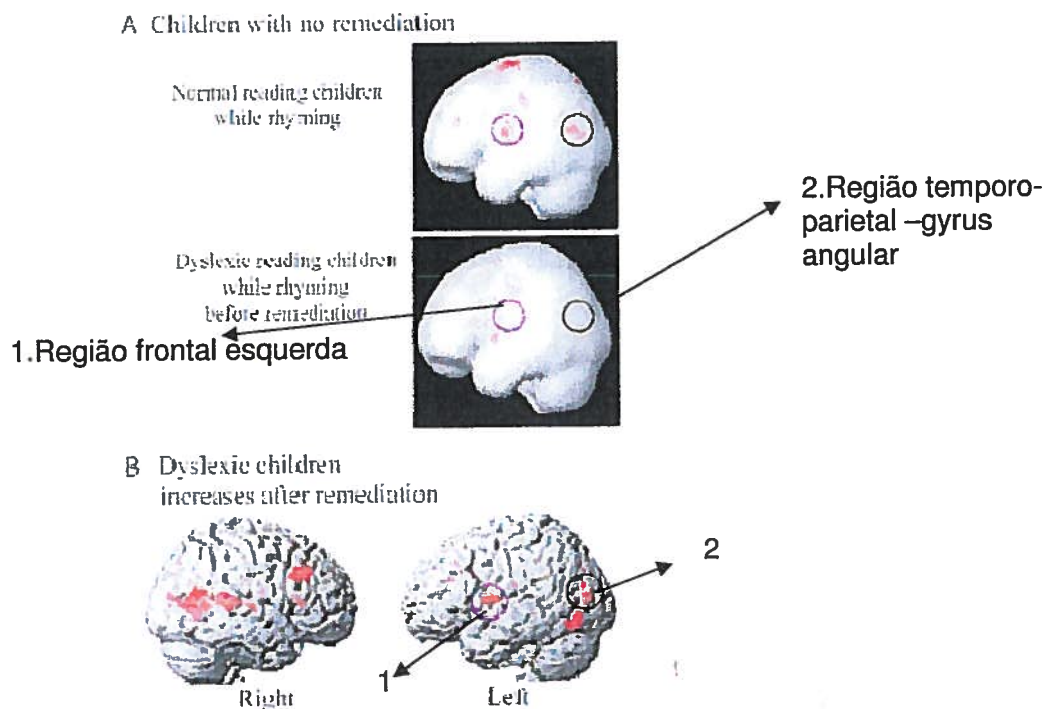 A Children with no remediation
Normal reading children
while rhyming
2.Região temporo-
parietal –gyrus
angular
Dyslexic reading children
while rhyming
before remediation
1.Região frontal esquerda
B Dyslexic children
increases after remediation
2
1
Right
Left